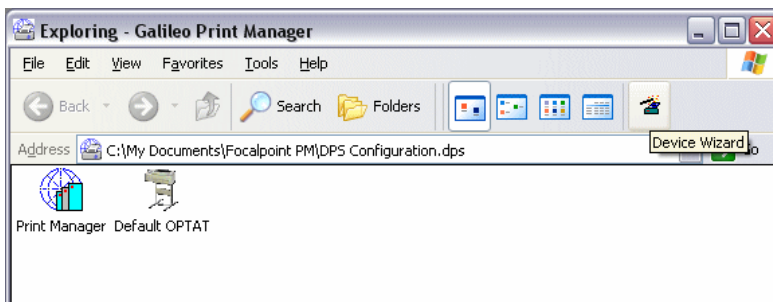 Exploring - Galileo Print Manager
File Edit View Favorites Tools Help
Back Search Folders
Device Wizard
Address C:\My Documents\Focalpoint PM\DPS Configuration.dps
Print Manager Default OPTAT